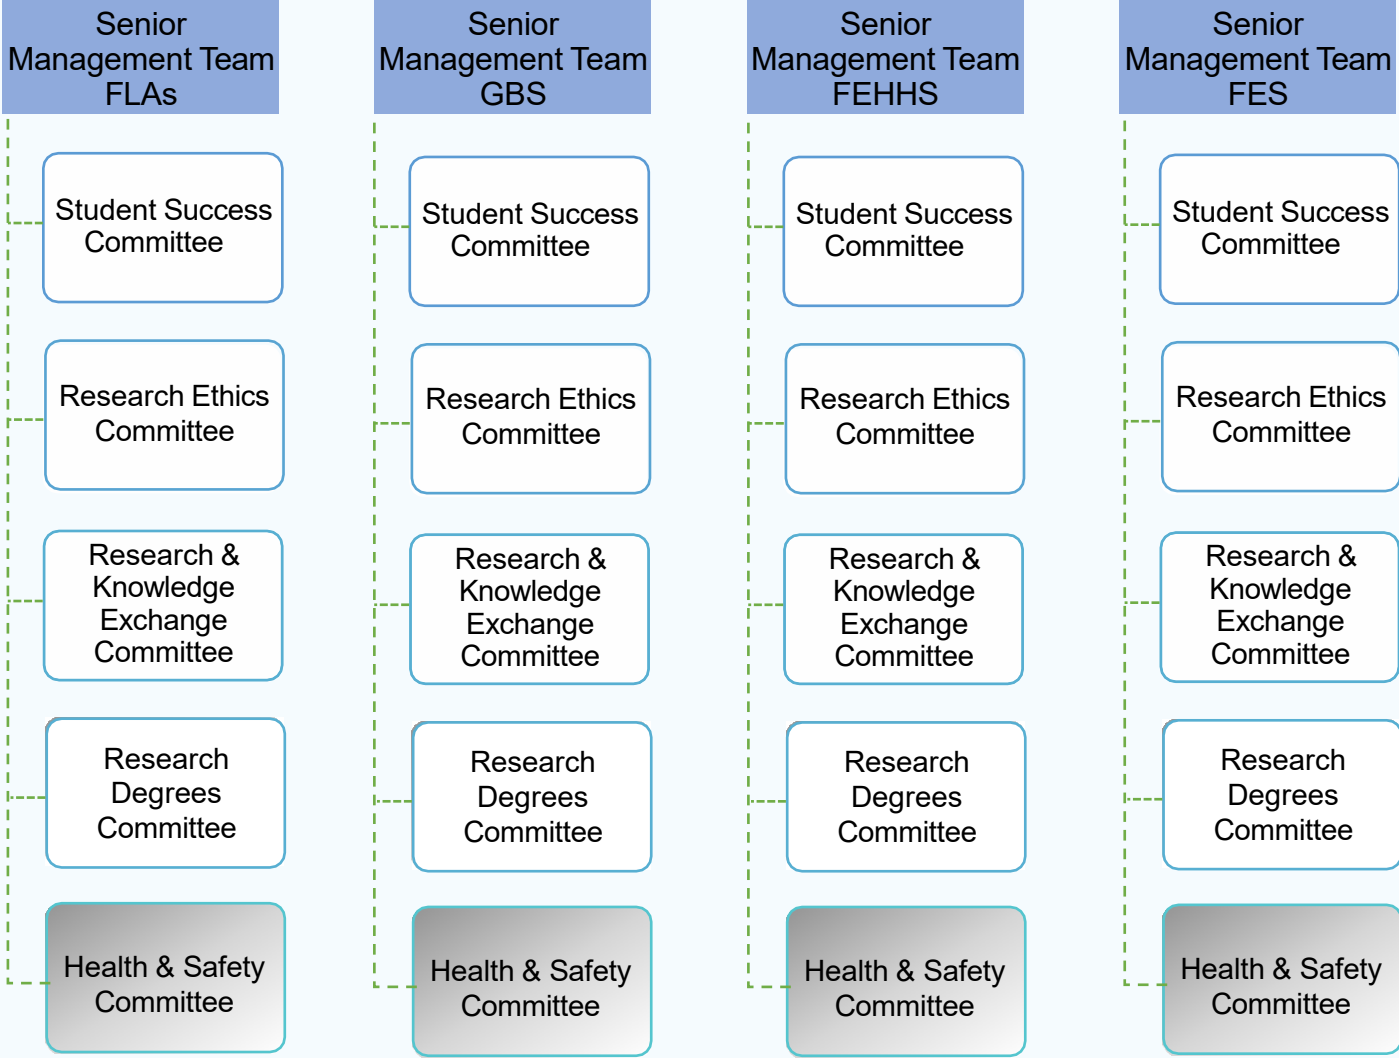 Senior
Management Team
FLAs
Student Success
Committee
Research Ethics
Committee
Research &
Knowledge
Exchange
Committee
Research
Degrees
Committee
Health & Safety
Committee
Senior
Management Team
GBS
Student Success
Committee
Research Ethics
Committee
Research &
Knowledge
Exchange
Committee
Research
Degrees
Committee
Health & Safety
Committee
Senior
Management Team
FEHHS
Student Success
Committee
Research Ethics
Committee
Research &
Knowledge
Exchange
Committee
Research
Degrees
Committee
Health & Safety
Committee
Senior
Management Team
FES
Student Success
Committee
Research Ethics
Committee
Research &
Knowledge
Exchange
Committee
Research
Degrees
Committee
Health & Safety
Committee